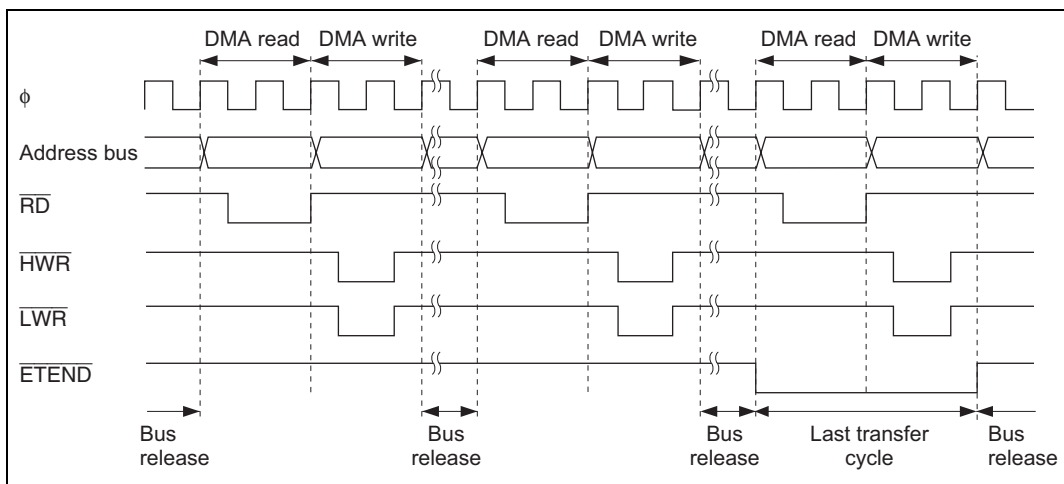 DMA read DMA write DMA read DMA write DMA read DMA write
ϕ
Address bus
RD
HWR
LWR
ETEND
Bus release Bus release Bus release Last transfer cycle Bus release